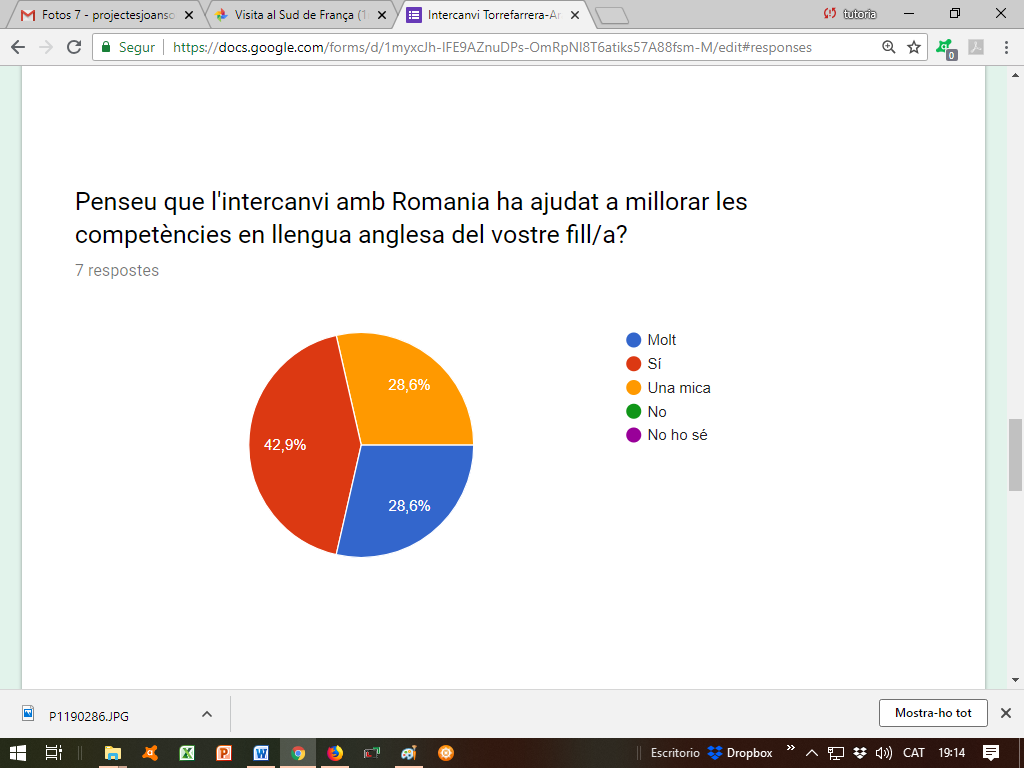 Fotos 7 - projectesjoanso
Visita al Sud de França (1
Intercanvi Torrefarrera-Ar
tutoria
Segur
https://docs.google.com/forms/d/1myxcJh-IFE9AZnuDPs-OmRpNI8T6atiks57A88fsm-M/edit#responses
0
Penseu que l'intercanvi amb Romania ha ajudat a millorar les
competències en llengua anglesa del vostre fill/a?
7 respostes
Molt
Sí
Una mica
No
No ho sé
28,6%
42,9%
28,6%
P1190286.JPG
Mostra-ho tot
Escritorio
Dropbox
CAT
19:14